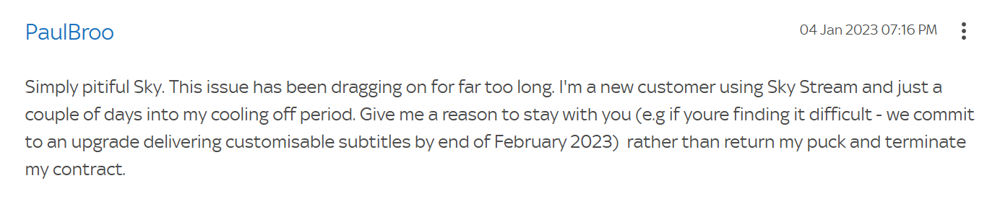 PaulBroo
04 Jan 2023 07:16 PM
Simply pitiful Sky. This issue has been dragging on for far too long. I'm a new customer using Sky Stream and just a
couple of days into my cooling off period. Give me a reason to stay with you (e.g if youre finding it difficult - we commit
to an upgrade delivering customisable subtitles by end of February 2023)  rather than return my puck and terminate
my contract.